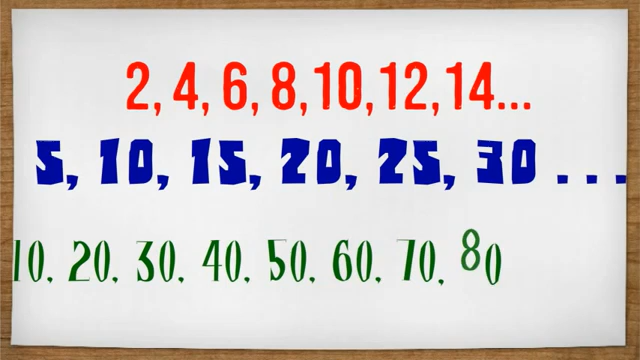 2, 4, 6, 8, 10, 12, 14...
5, 10, 15, 20, 25, 30 . . .
10, 20, 30, 40, 50, 60, 70, 80